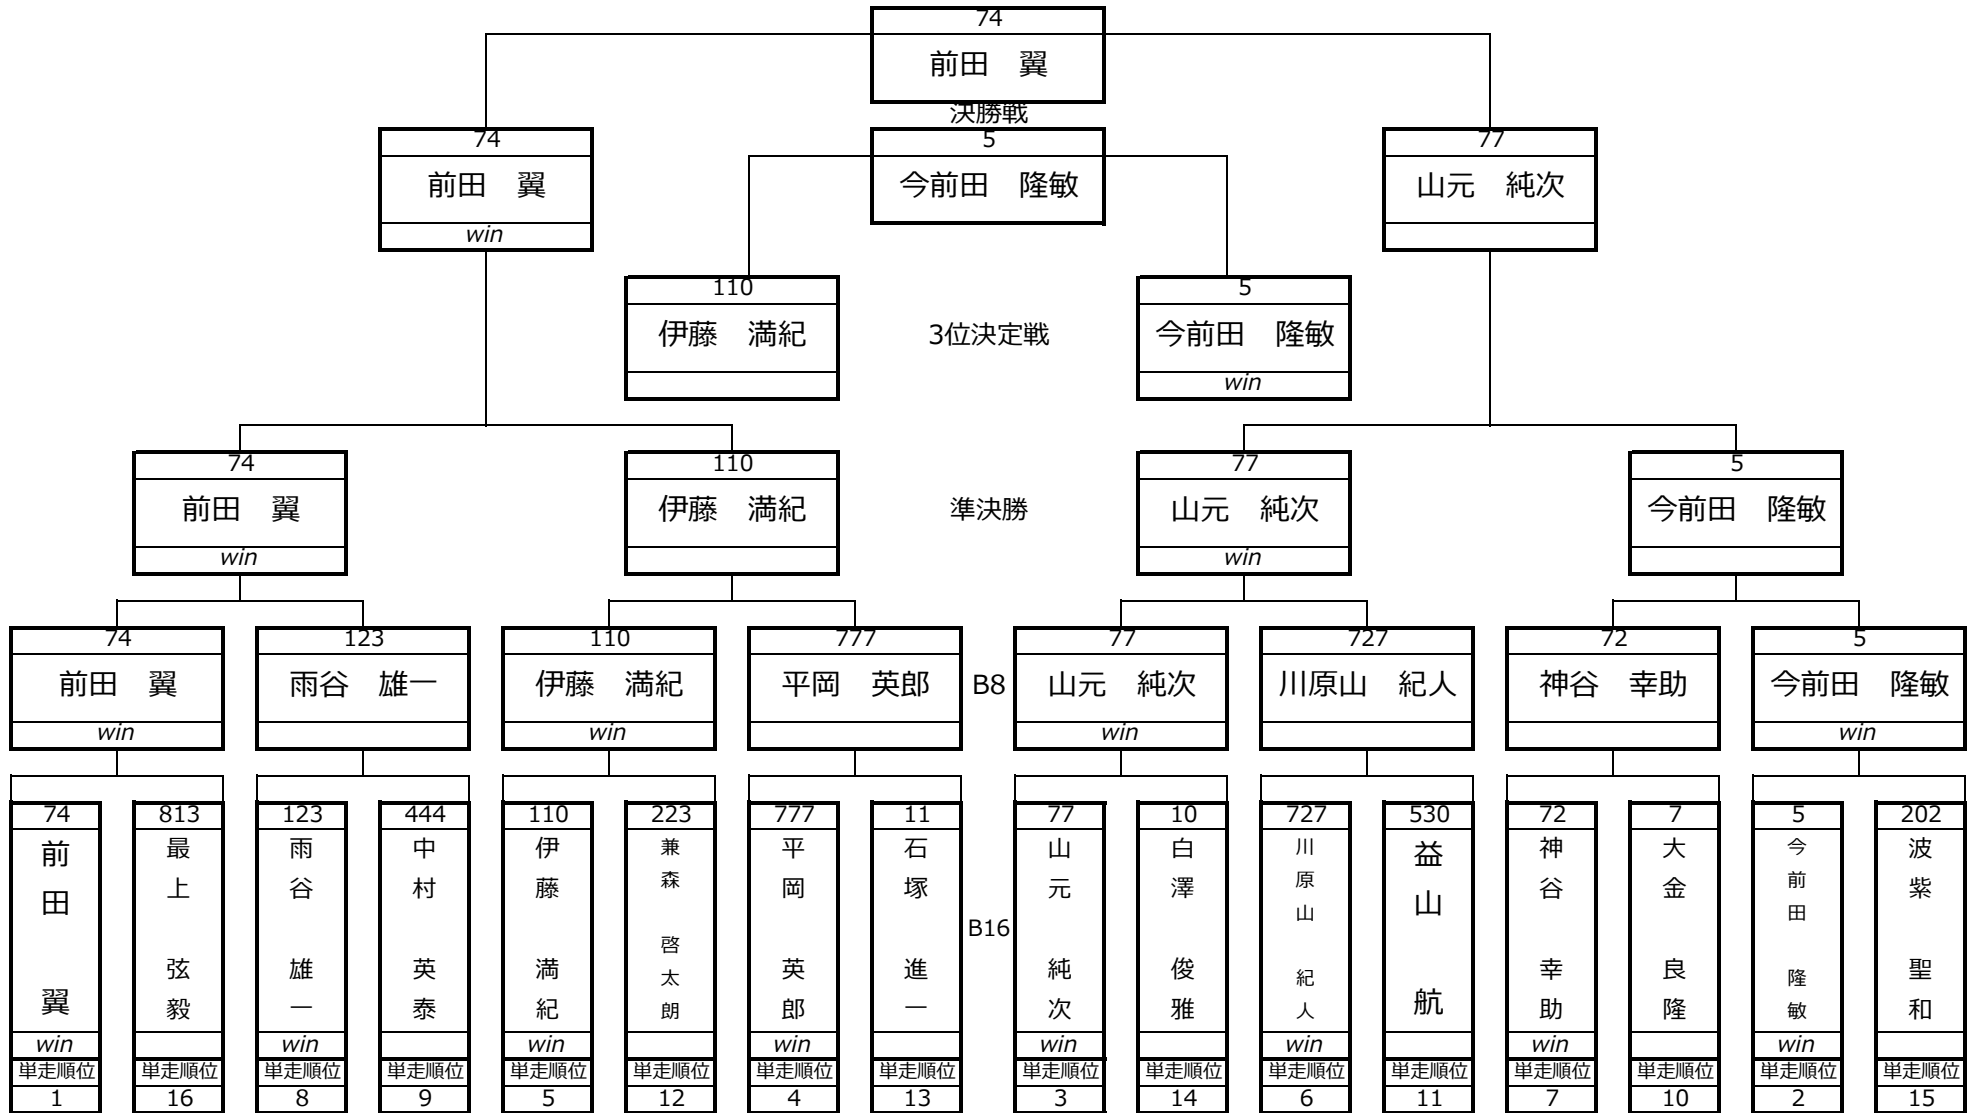 74
前田　翼
決勝戦
74
前田　翼
win
5
今前田　隆敏
77
山元　純次
110
伊藤　満紀
3位決定戦
5
今前田　隆敏
win
74
前田　翼
win
110
伊藤　満紀
準決勝
77
山元　純次
win
5
今前田　隆敏
74
前田　翼
win
123
雨谷　雄一
110
伊藤　満紀
win
777
平岡　英郎
B8
77
山元　純次
win
727
川原山　紀人
72
神谷　幸助
5
今前田　隆敏
win
74
前田　翼
win
単走順位
1
813
最上　弦毅
単走順位
16
123
雨谷　雄一
win
単走順位
8
444
中村　英泰
単走順位
9
110
伊藤　満紀
win
単走順位
5
223
兼森　啓太朗
単走順位
12
777
平岡　英郎
win
単走順位
4
11
石塚　進一
単走順位
13
B16
77
山元　純次
win
単走順位
3
10
白澤　俊雅
単走順位
14
727
川原山　紀人
win
単走順位
6
530
益山　航
単走順位
11
72
神谷　幸助
win
単走順位
7
7
大金　良隆
単走順位
10
5
今前田　隆敏
win
単走順位
2
202
波紫　聖和
単走順位
15